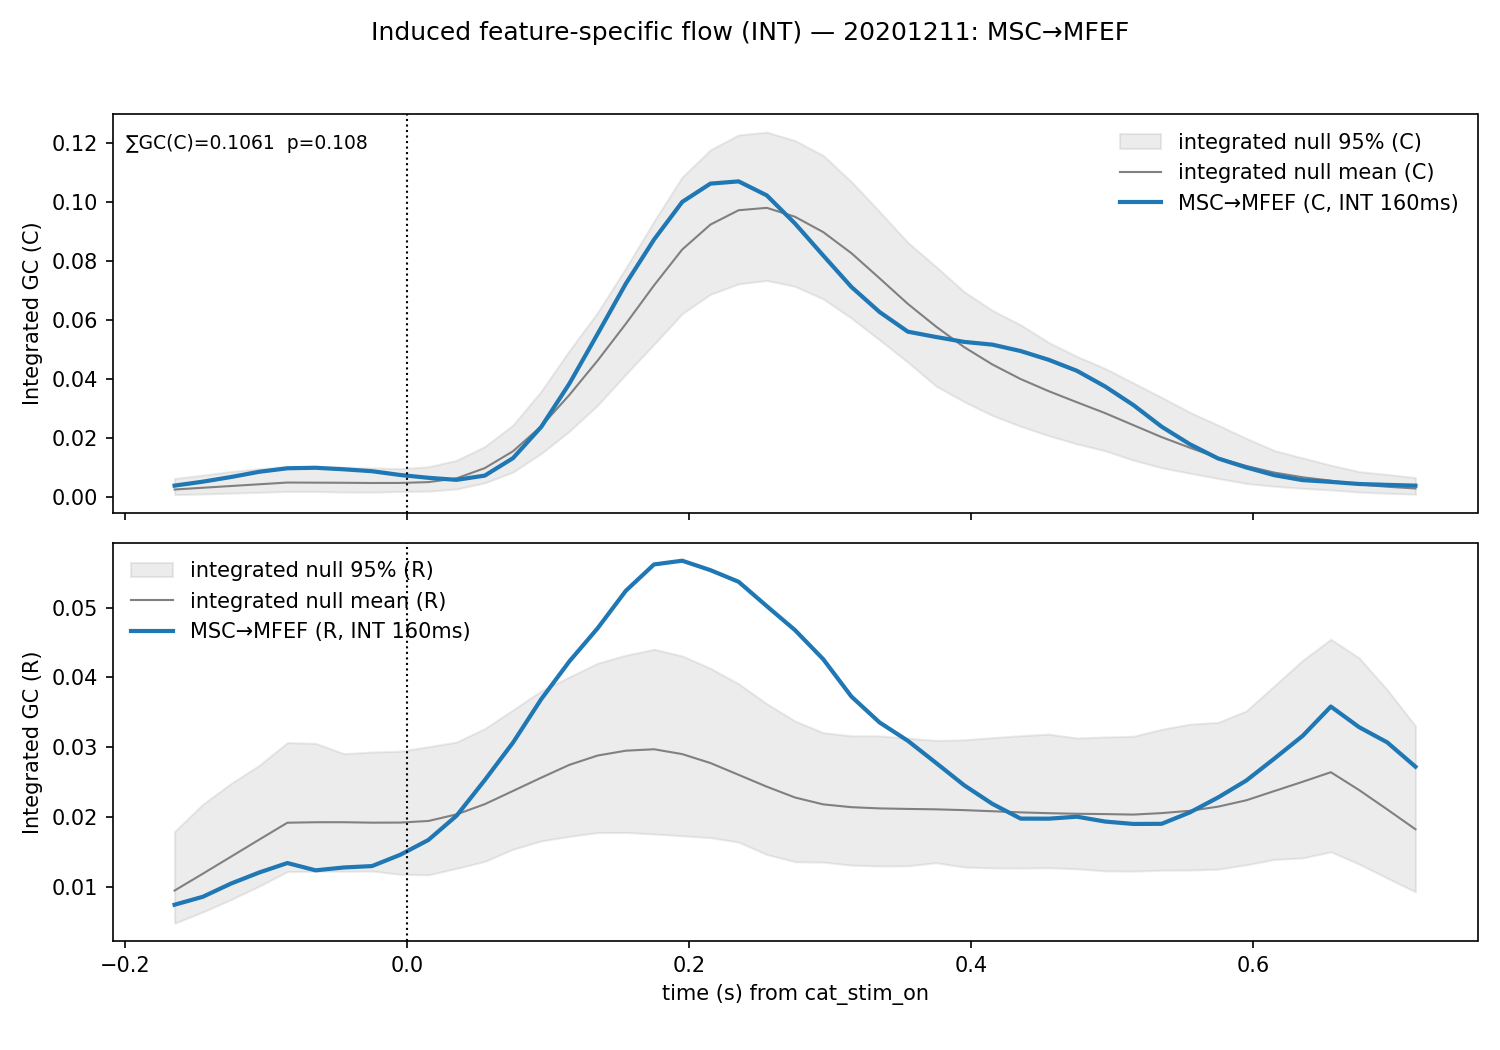 Induced feature-specific flow (INT) — 20201211: MSC→MFEF
∑GC(C)=0.1061  p=0.108
integrated null 95% (C)
integrated null mean (C)
MSC→MFEF (C, INT 160ms)
Integrated GC (C)
0.12
0.10
0.08
0.06
0.04
0.02
0.00
integrated null 95% (R)
integrated null mean (R)
MSC→MFEF (R, INT 160ms)
Integrated GC (R)
0.05
0.04
0.03
0.02
0.01
−0.2 0.0 0.2 0.4 0.6
time (s) from cat_stim_on